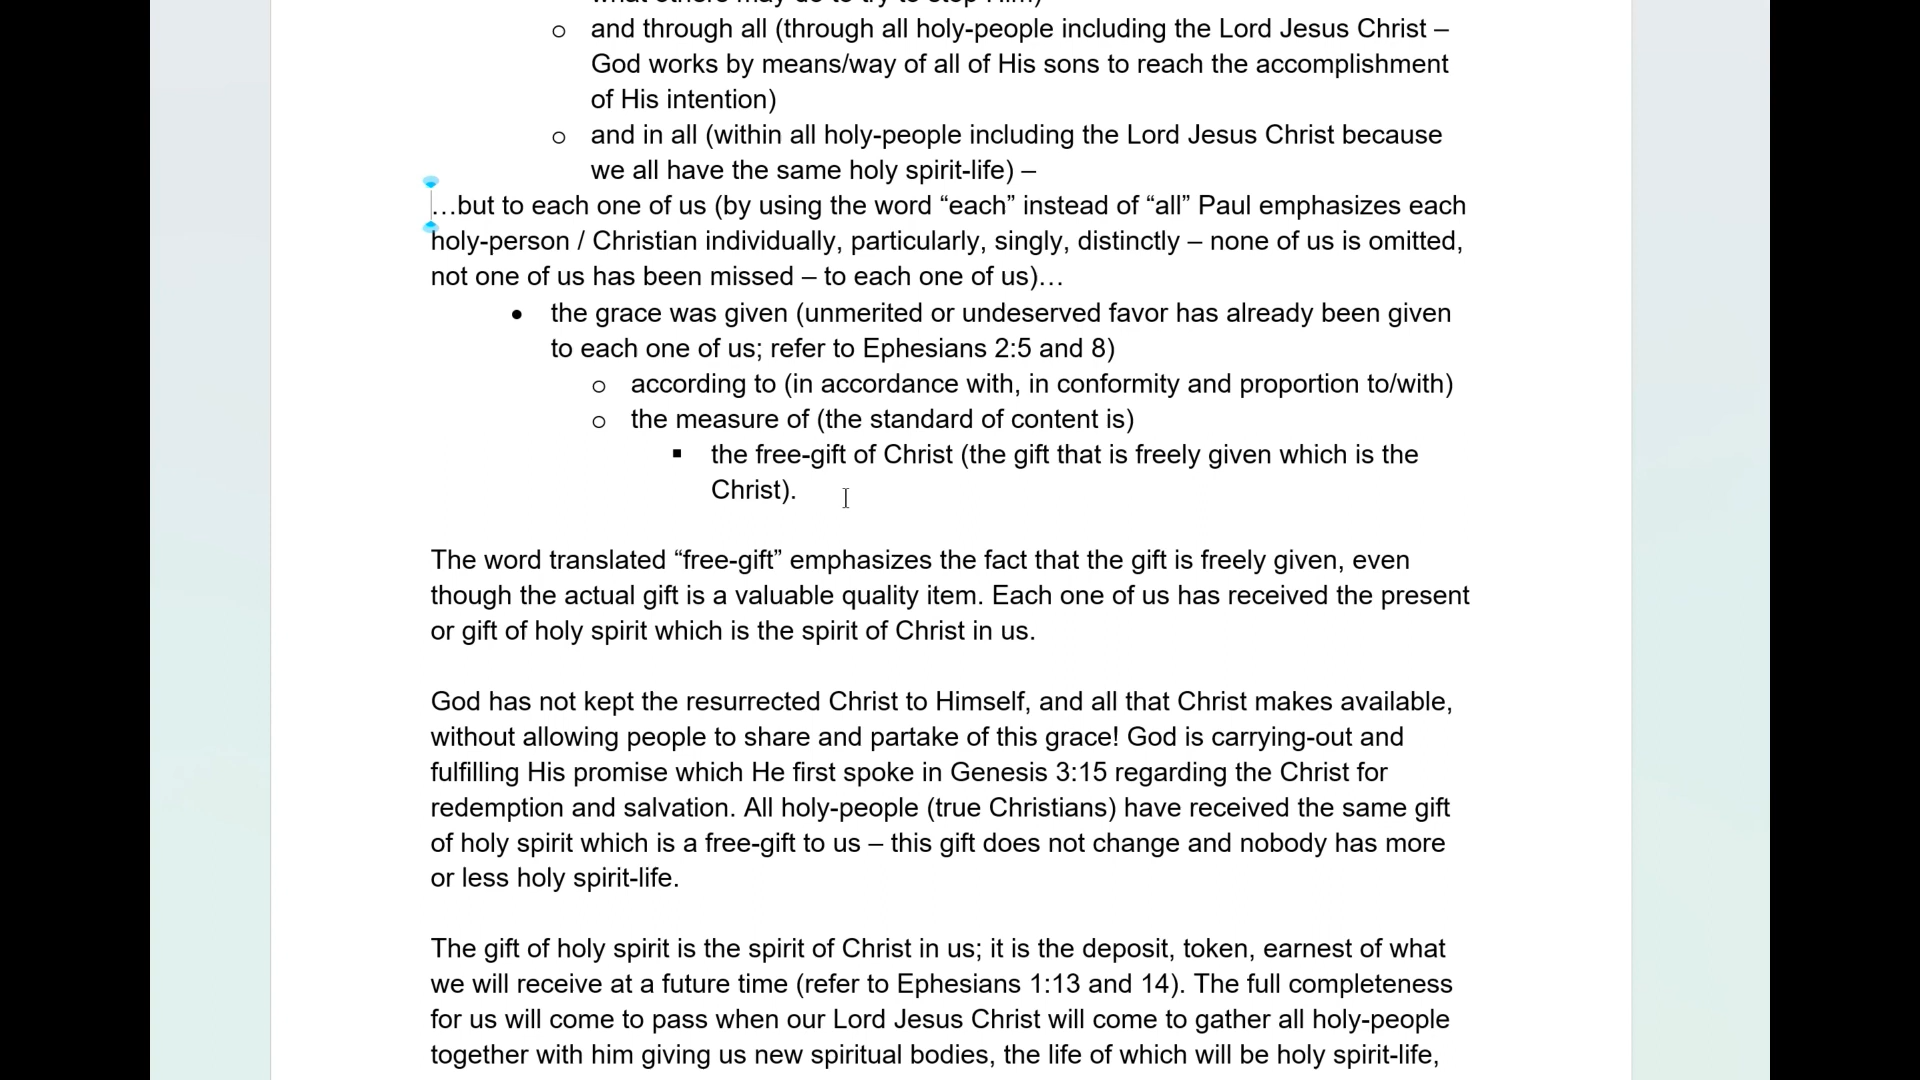 what others may do to try to stop Him)
o and through all (through all holy-people including the Lord Jesus Christ –
God works by means/way of all of His sons to reach the accomplishment
of His intention)
o and in all (within all holy-people including the Lord Jesus Christ because
we all have the same holy spirit-life) –
…but to each one of us (by using the word “each” instead of “all” Paul emphasizes each
holy-person / Christian individually, particularly, singly, distinctly – none of us is omitted,
not one of us has been missed – to each one of us)…
• the grace was given (unmerited or undeserved favor has already been given
to each one of us; refer to Ephesians 2:5 and 8)
o according to (in accordance with, in conformity and proportion to/with)
o the measure of (the standard of content is)
▪ the free-gift of Christ (the gift that is freely given which is the
Christ).
The word translated “free-gift” emphasizes the fact that the gift is freely given, even
though the actual gift is a valuable quality item. Each one of us has received the present
or gift of holy spirit which is the spirit of Christ in us.
God has not kept the resurrected Christ to Himself, and all that Christ makes available,
without allowing people to share and partake of this grace! God is carrying-out and
fulfilling His promise which He first spoke in Genesis 3:15 regarding the Christ for
redemption and salvation. All holy-people (true Christians) have received the same gift
of holy spirit which is a free-gift to us – this gift does not change and nobody has more
or less holy spirit-life.
The gift of holy spirit is the spirit of Christ in us; it is the deposit, token, earnest of what
we will receive at a future time (refer to Ephesians 1:13 and 14). The full completeness
for us will come to pass when our Lord Jesus Christ will come to gather all holy-people
together with him giving us new spiritual bodies, the life of which will be holy spirit-life,